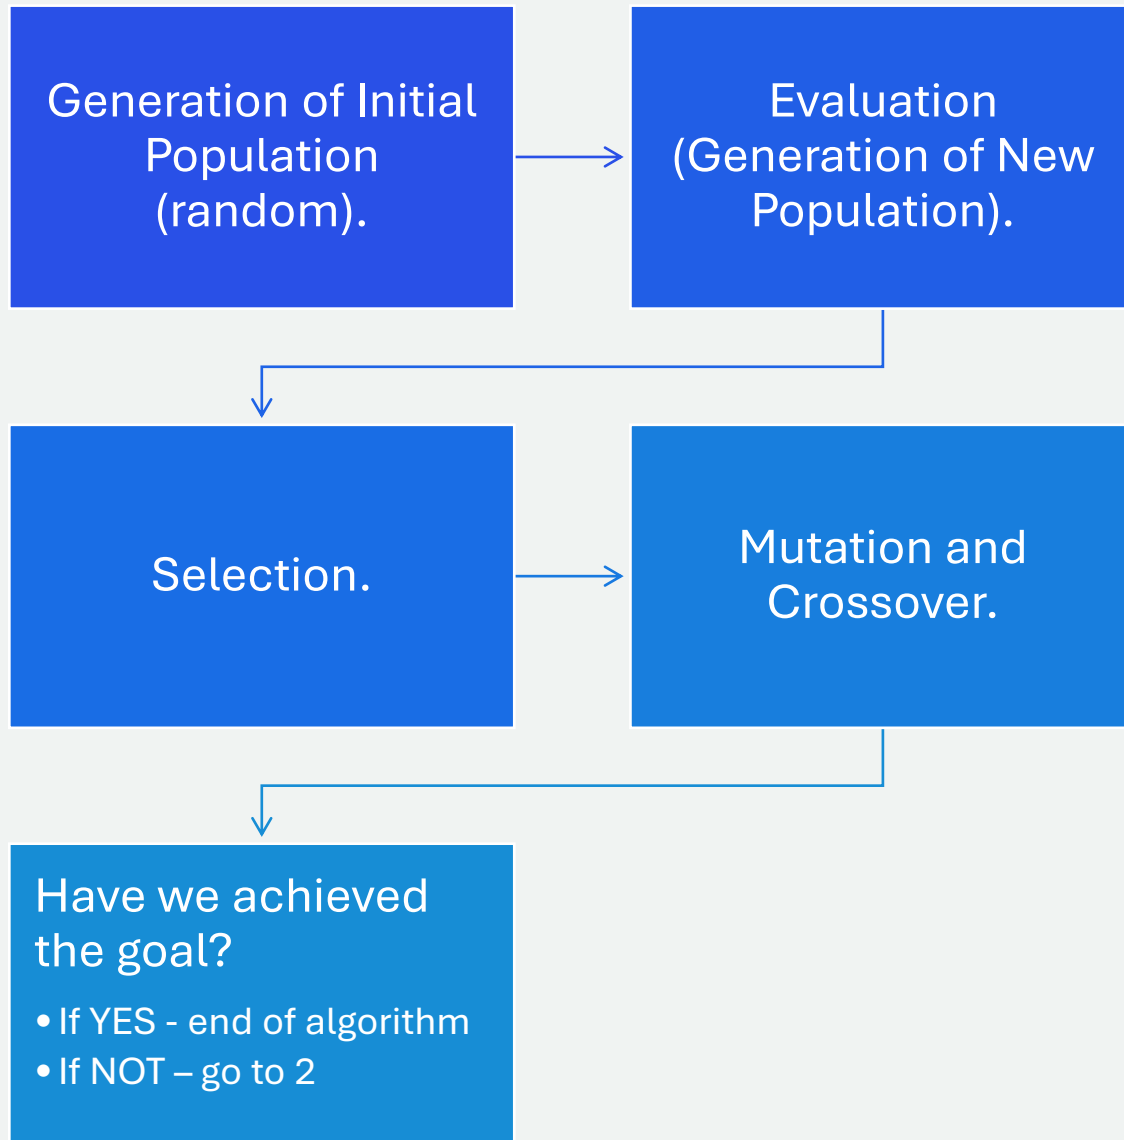 Generation of Initial
Population
(random).
Evaluation
(Generation of New
Population).
Selection.
Mutation and
Crossover.
Have we achieved
the goal?
• If YES - end of algorithm
• If NOT – go to 2